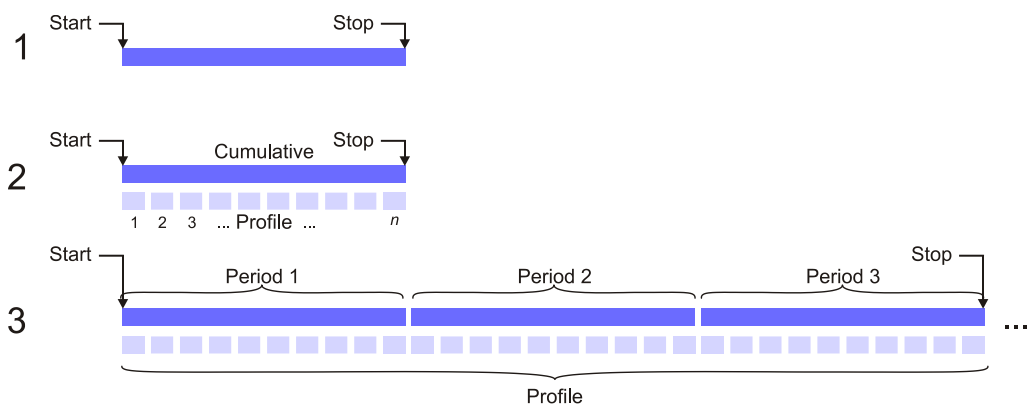 Start Stop
1
Start Cumulative Stop
2
1 2 3 ... Profile ... n
Start Stop
Period 1 Period 2 Period 3
3 ...
Profile